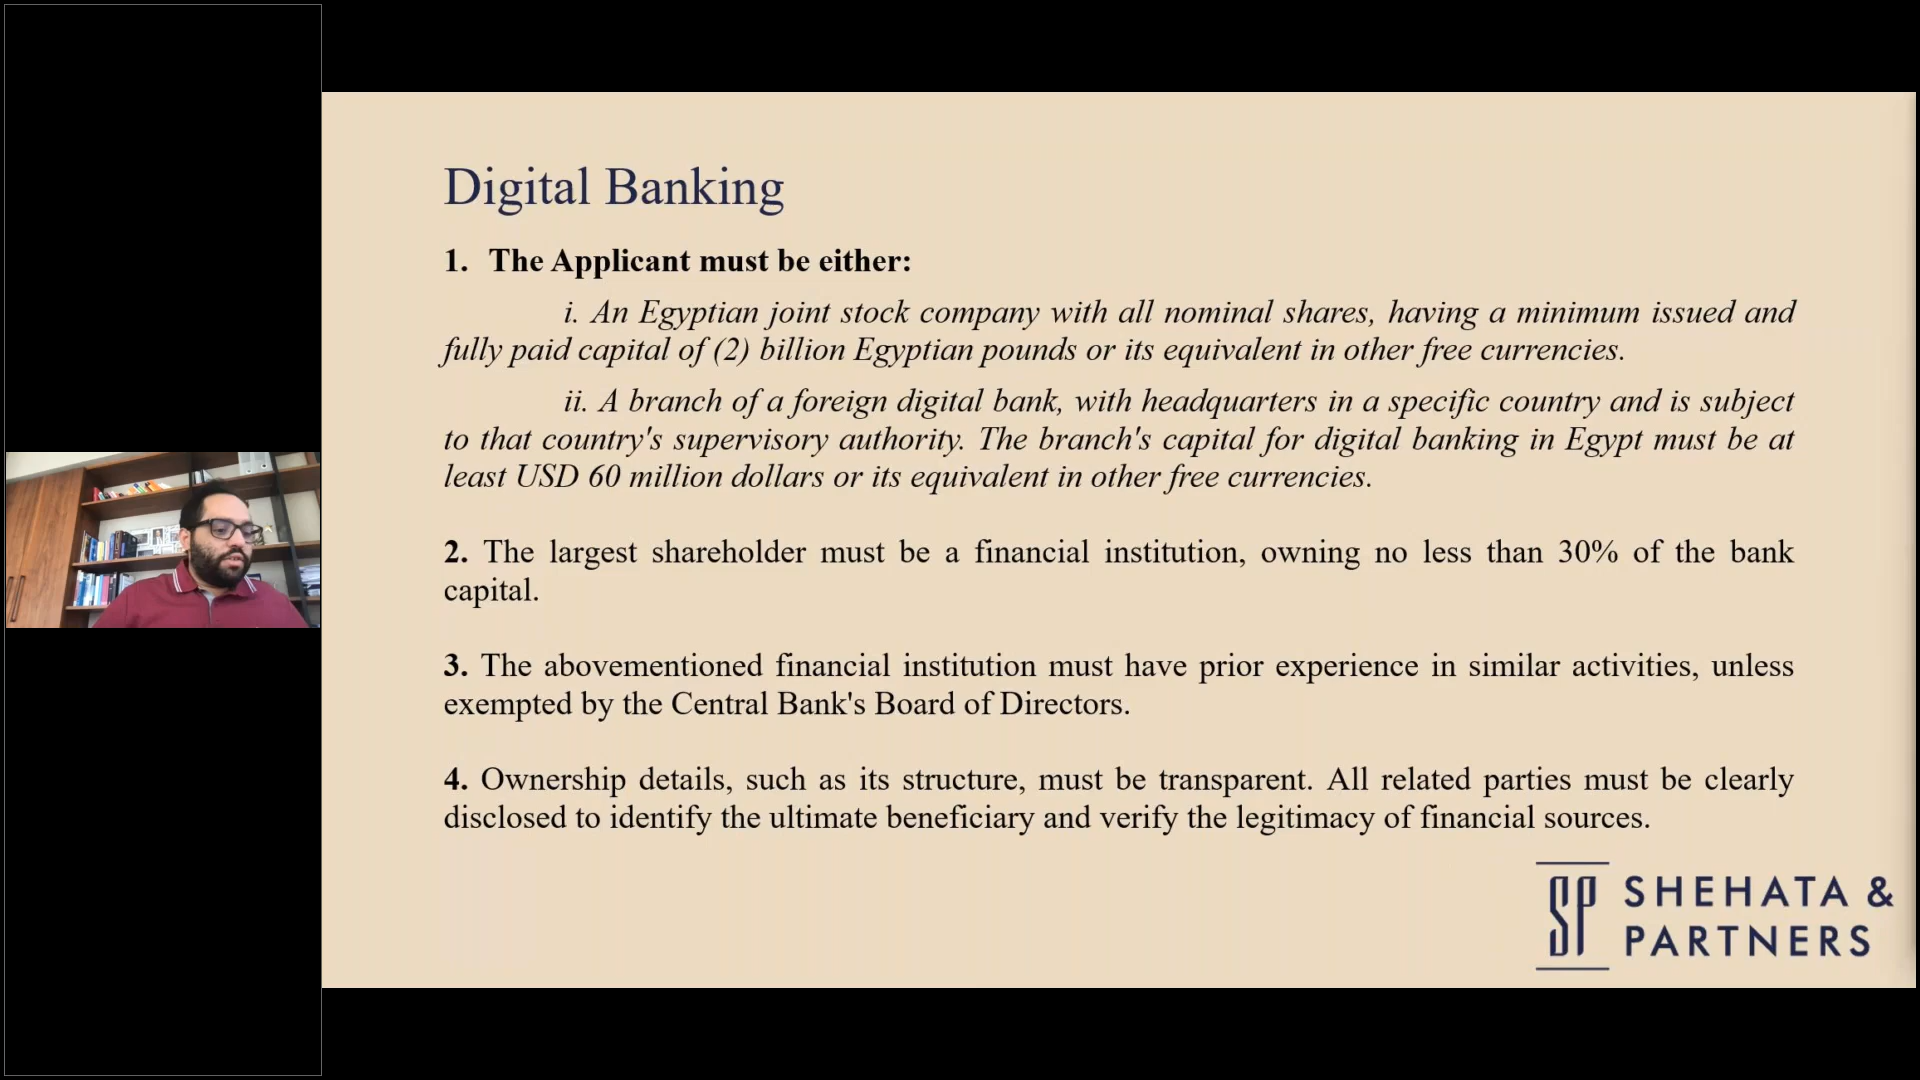 Digital Banking
1. The Applicant must be either:
i. An Egyptian joint stock company with all nominal shares, having a minimum issued and
fully paid capital of (2) billion Egyptian pounds or its equivalent in other free currencies.
ii. A branch of a foreign digital bank, with headquarters in a specific country and is subject
to that country's supervisory authority. The branch's capital for digital banking in Egypt must be at
least USD 60 million dollars or its equivalent in other free currencies.
2. The largest shareholder must be a financial institution, owning no less than 30% of the bank
capital.
3. The abovementioned financial institution must have prior experience in similar activities, unless
exempted by the Central Bank's Board of Directors.
4. Ownership details, such as its structure, must be transparent. All related parties must be clearly
disclosed to identify the ultimate beneficiary and verify the legitimacy of financial sources.
SP
SHEHATA &
PARTNERS